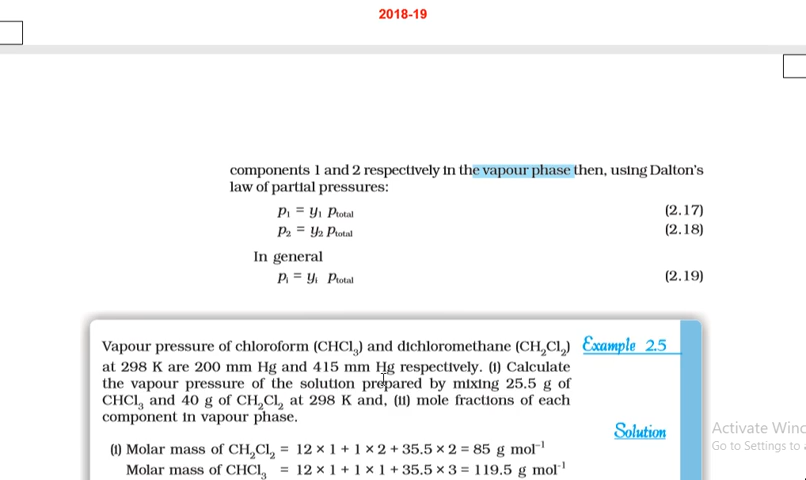 2018-19
components 1 and 2 respectively in the vapour phase then, using Dalton's
law of partial pressures:
p₁ = y₁ p_total (2.17)
p₂ = y₂ p_total (2.18)
In general
pᵢ = yᵢ p_total (2.19)
Vapour pressure of chloroform (CHCl₃) and dichloromethane (CH₂Cl₂) Example 2.5
at 298 K are 200 mm Hg and 415 mm Hg respectively. (i) Calculate
the vapour pressure of the solution prepared by mixing 25.5 g of
CHCl₃ and 40 g of CH₂Cl₂ at 298 K and, (ii) mole fractions of each
component in vapour phase.
Solution
(i) Molar mass of CH₂Cl₂ = 12 × 1 + 1 × 2 + 35.5 × 2 = 85 g mol⁻¹
Molar mass of CHCl₃ = 12 × 1 + 1 × 1 + 35.5 × 3 = 119.5 g mol⁻¹
Activate Winc
Go to Settings to